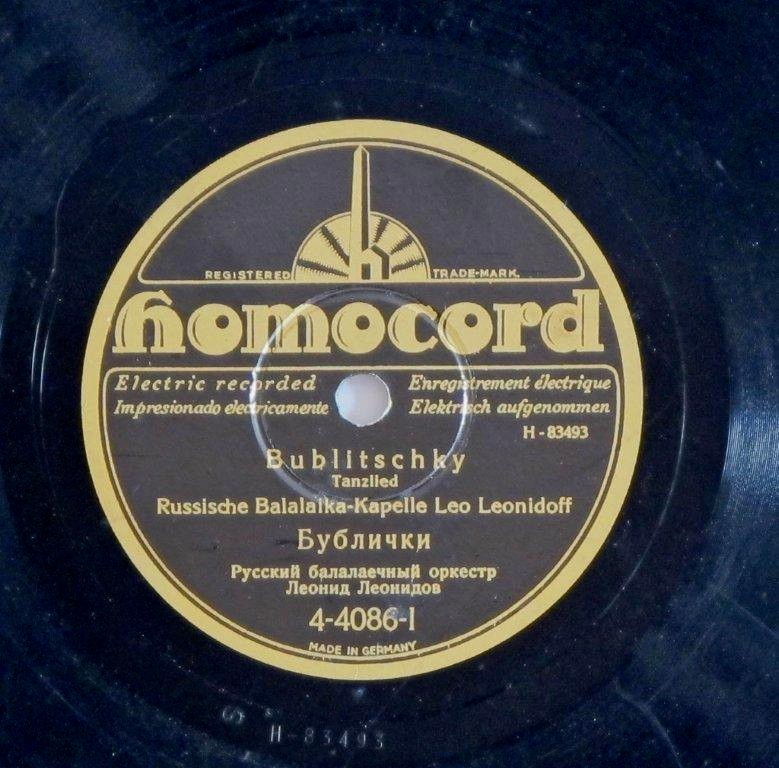 REGISTERED TRADE-MARK.
homocord
Electric recorded Enregistrement électrique
Impresionado electricamente Elektrisch aufgenommen
H-83493
Bublitschky
Tanzlied
Russische Balalaika-Kapelle Leo Leonidoff
Бублички
Русский балалаечный оркестр
Леонид Леонидов
4-4086-I
MADE IN GERMANY
H-83493